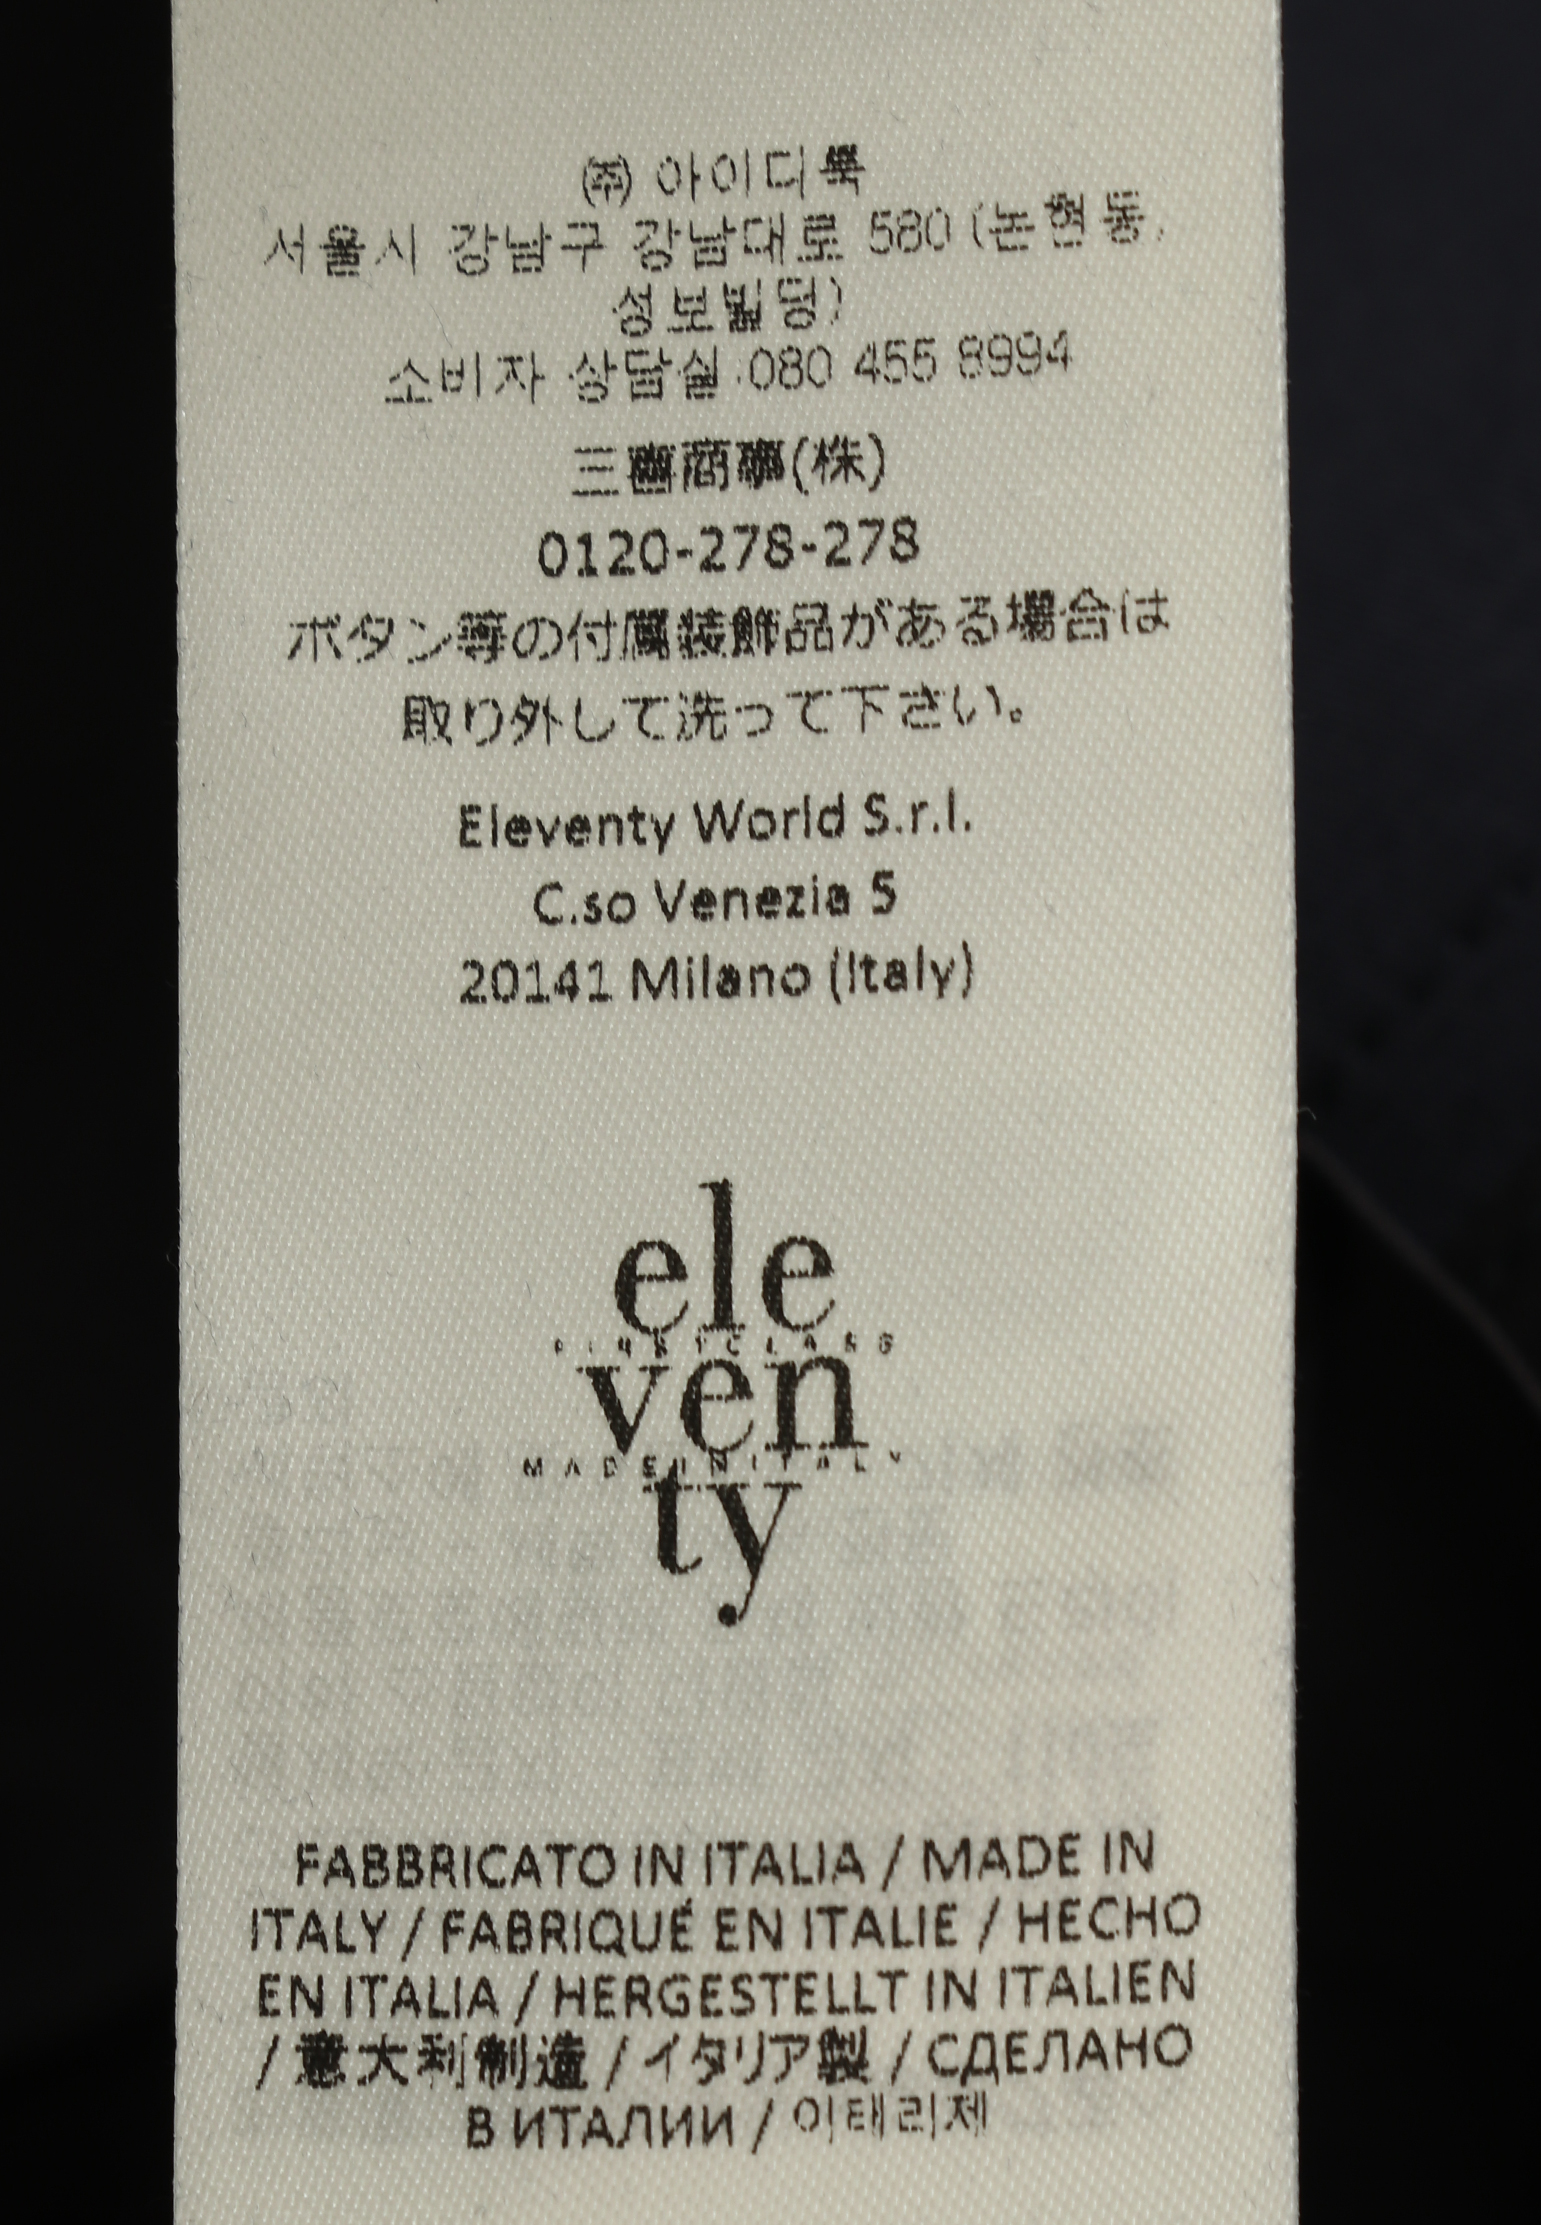 ㈜ 아이디룩
서울시 강남구 강남대로 580 (논현동,
성보빌딩)
소비자 상담실 :080 455 8994
三喜商事(株)
0120-278-278
ボタン等の付属装飾品がある場合は
取り外して洗って下さい。
Eleventy World S.r.l.
C.so Venezia 5
20141 Milano (Italy)
ele
FIRSTCLASS
ven
MADEINITALY
ty
FABBRICATO IN ITALIA / MADE IN
ITALY / FABRIQUÉ EN ITALIE / HECHO
EN ITALIA / HERGESTELLT IN ITALIEN
/ 意大利制造 / イタリア製 / СДЕЛАНО
В ИТАЛИИ / 이태리제